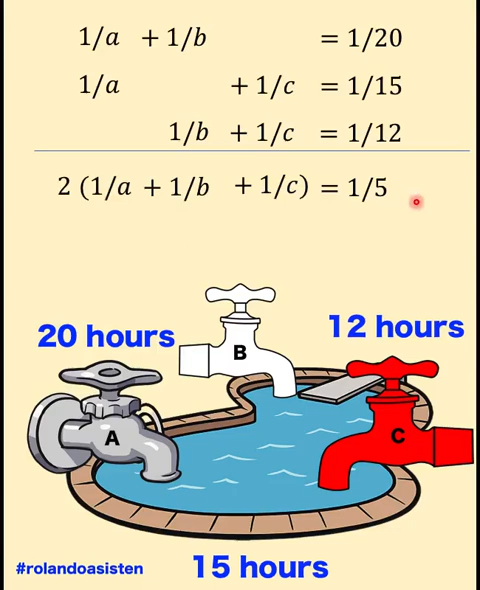 1/a + 1/b = 1/20
1/a + 1/c = 1/15
1/b + 1/c = 1/12
2 (1/a + 1/b + 1/c) = 1/5
20 hours
B
12 hours
A
C
#rolandoasisten
15 hours